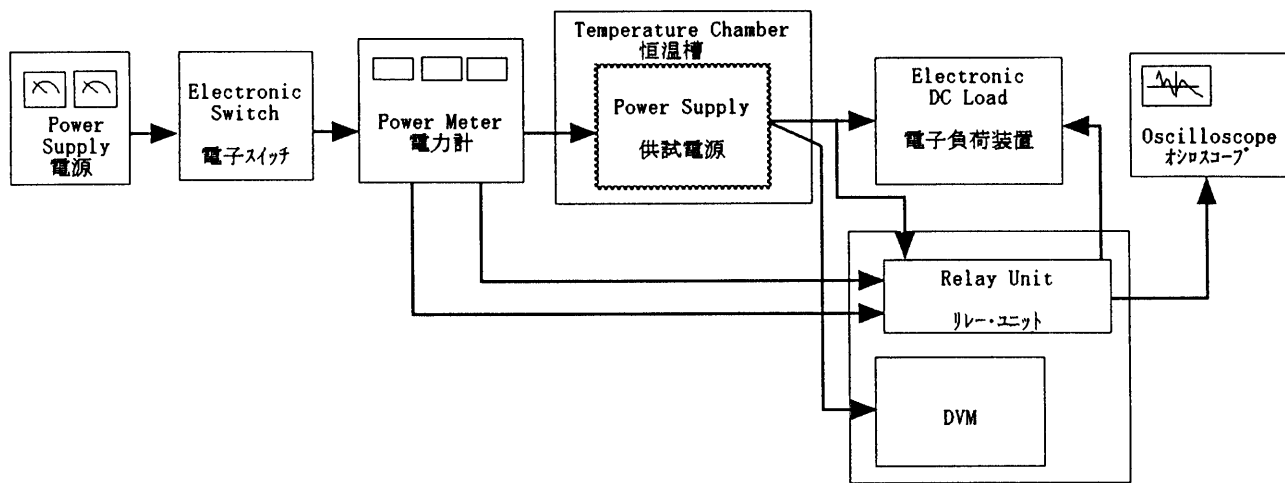 Power
Supply
電源
Electronic
Switch
電子スイッチ
Power Meter
電力計
Temperature Chamber
恒温槽
Power Supply
供試電源
Electronic
DC Load
電子負荷装置
Oscilloscope
オシロスコープ
Relay Unit
リレー・ユニット
DVM